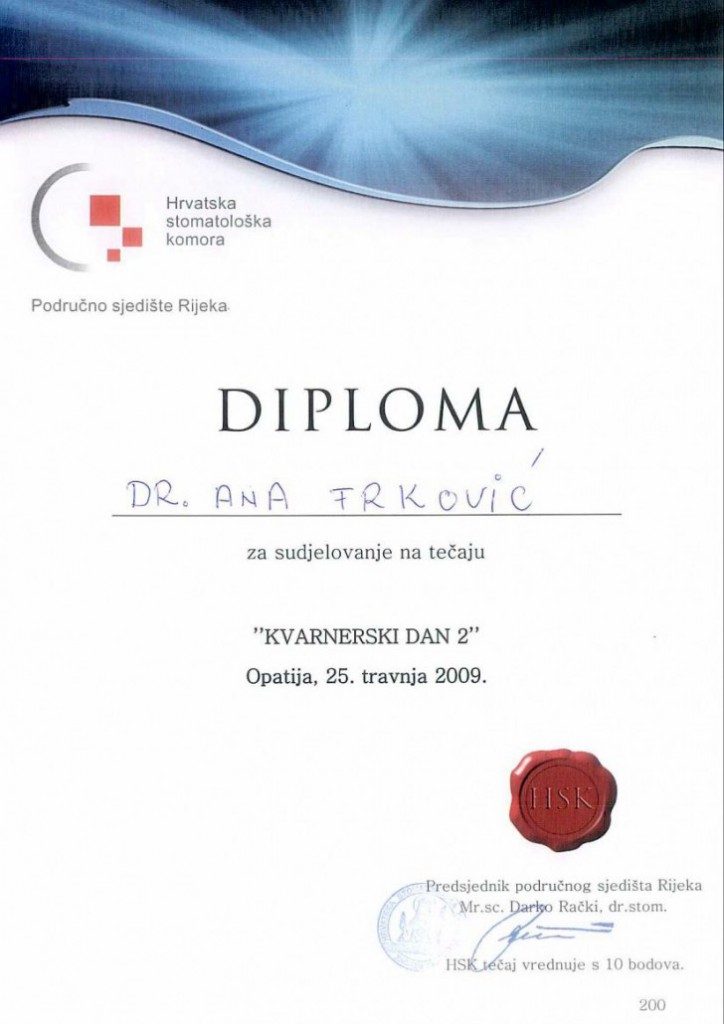 Hrvatska
stomatološka
komora
Područno sjedište Rijeka
DIPLOMA
DR. ANA FRKOVIĆ
za sudjelovanje na tečaju
"KVARNERSKI DAN 2"
Opatija, 25. travnja 2009.
HSK
Predsjednik područnog sjedišta Rijeka
Mr.sc. Darko Rački, dr.stom.
HSK tečaj vrednuje s 10 bodova.
200